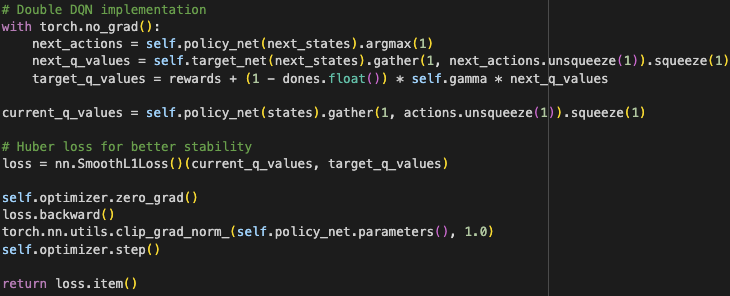 # Double DQN implementation
with torch.no_grad():
    next_actions = self.policy_net(next_states).argmax(1)
    next_q_values = self.target_net(next_states).gather(1, next_actions.unsqueeze(1)).squeeze(1)
    target_q_values = rewards + (1 - dones.float()) * self.gamma * next_q_values

current_q_values = self.policy_net(states).gather(1, actions.unsqueeze(1)).squeeze(1)

# Huber loss for better stability
loss = nn.SmoothL1Loss()(current_q_values, target_q_values)

self.optimizer.zero_grad()
loss.backward()
torch.nn.utils.clip_grad_norm_(self.policy_net.parameters(), 1.0)
self.optimizer.step()

return loss.item()